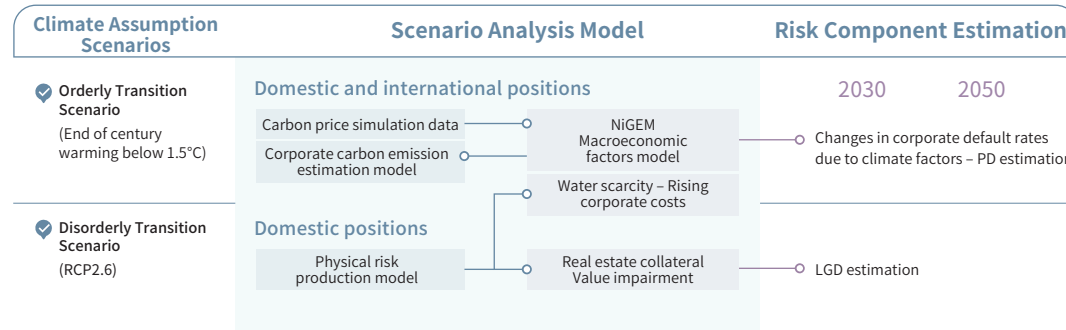 Climate Assumption
Scenarios
Scenario Analysis Model
Risk Component Estimation
Orderly Transition
Scenario
(End of century
warming below 1.5°C)
Disorderly Transition
Scenario
(RCP2.6)
Domestic and international positions
Carbon price simulation data
Corporate carbon emission
estimation model
NiGEM
Macroeconomic
factors model
Water scarcity – Rising
corporate costs
Domestic positions
Physical risk
production model
Real estate collateral
Value impairment
2030 2050
Changes in corporate default rates
due to climate factors – PD estimation
LGD estimation